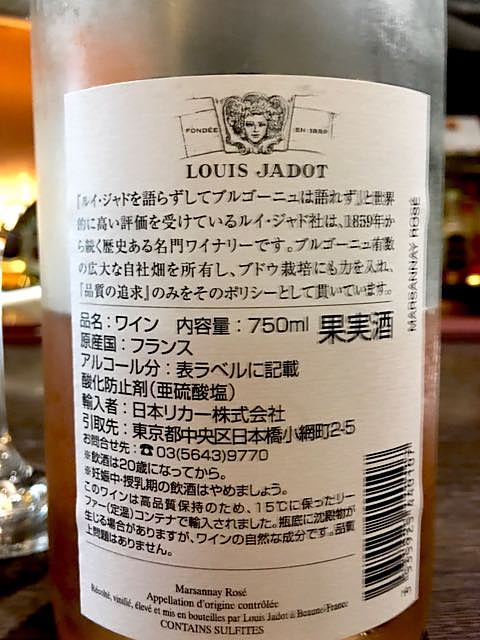 FONDÉE EN·1859
LOUIS JADOT
『ルイ・ジャドを語らずしてブルゴーニュは語れず』と世界
的に高い評価を受けているルイ・ジャド社は、1859年か
ら続く歴史ある名門ワイナリーです。ブルゴーニュ有数
の広大な自社畑を所有し、ブドウ栽培にも力を入れ、
『品質の追求』のみをそのポリシーとして貫いています。
MARSANNAY ROSÉ
品名：ワイン 内容量：750ml 果実酒
原産国：フランス
アルコール分：表ラベルに記載
酸化防止剤（亜硫酸塩）
輸入者：日本リカー株式会社
引取先：東京都中央区日本橋小網町2-5
お問合せ先：☎03(5643)9770
※飲酒は20歳になってから。
※妊娠中・授乳期の飲酒はやめましょう。
このワインは高品質保持のため、15℃に保ったリー
ファー(定温)コンテナで輸入されました。瓶底に沈殿物が
生じる場合がありますが、ワインの自然な成分です。品質
上問題はありません。
Marsannay Rosé
Appellation d'origine contrôlée
Récolté, vinifié, élevé et mis en bouteilles par Louis Jadot à Beaune-France
CONTAINS SULFITES